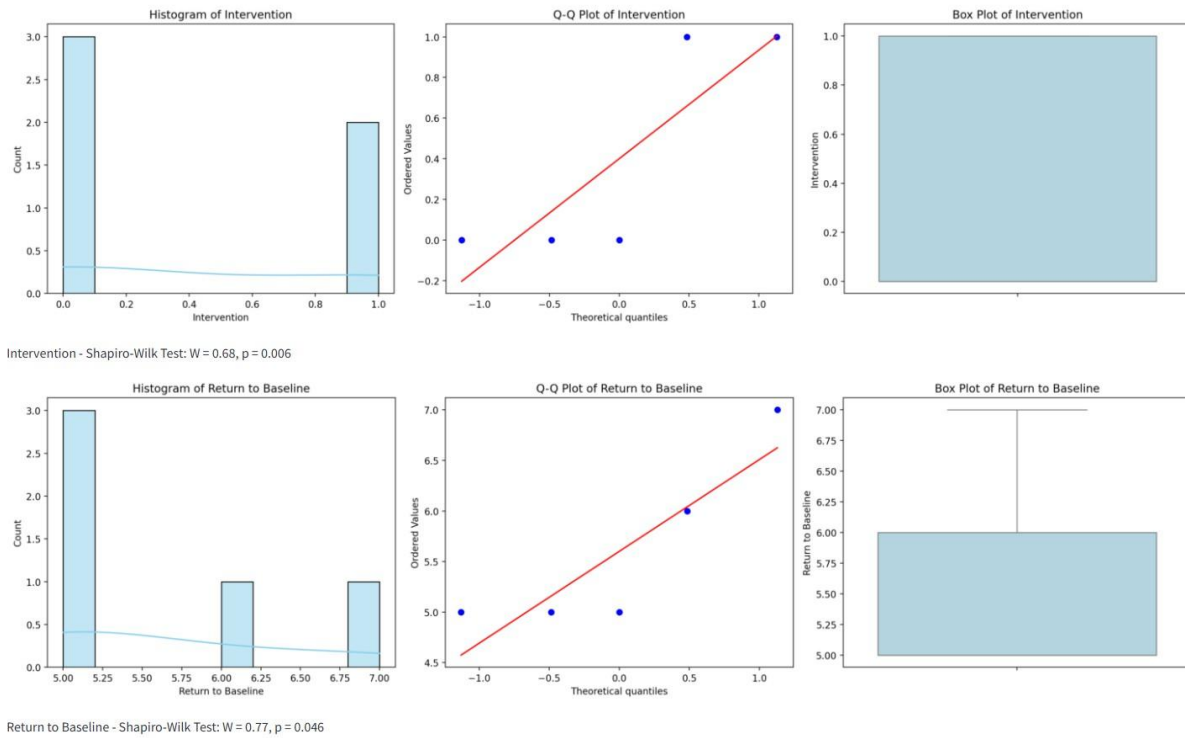 Histogram of Intervention
3.0
2.5
2.0
1.5
1.0
0.5
0.0
Count
0.0 0.2 0.4 0.6 0.8 1.0
Intervention
Q-Q Plot of Intervention
1.0
0.8
0.6
0.4
0.2
0.0
−0.2
Ordered Values
−1.0 −0.5 0.0 0.5 1.0
Theoretical quantiles
Box Plot of Intervention
1.0
0.8
0.6
0.4
0.2
0.0
Intervention
Intervention - Shapiro-Wilk Test: W = 0.68, p = 0.006
Histogram of Return to Baseline
3.0
2.5
2.0
1.5
1.0
0.5
0.0
Count
5.00 5.25 5.50 5.75 6.00 6.25 6.50 6.75 7.00
Return to Baseline
Q-Q Plot of Return to Baseline
7.0
6.5
6.0
5.5
5.0
4.5
Ordered Values
−1.0 −0.5 0.0 0.5 1.0
Theoretical quantiles
Box Plot of Return to Baseline
7.00
6.75
6.50
6.25
6.00
5.75
5.50
5.25
5.00
Return to Baseline
Return to Baseline - Shapiro-Wilk Test: W = 0.77, p = 0.046